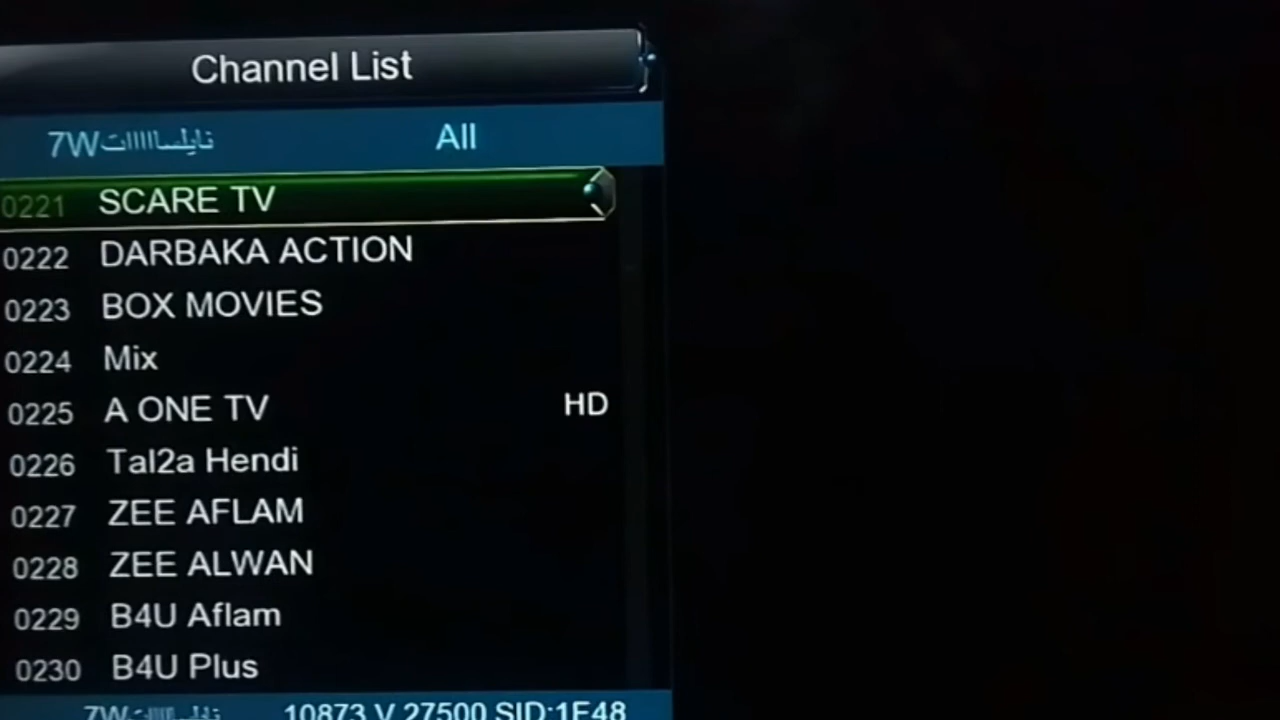 Channel List
7W نايلساااات All
0221 SCARE TV
0222 DARBAKA ACTION
0223 BOX MOVIES
0224 Mix
0225 A ONE TV HD
0226 Tal2a Hendi
0227 ZEE AFLAM
0228 ZEE ALWAN
0229 B4U Aflam
0230 B4U Plus
7W نايلساااات 10873 V 27500 SID:1E48